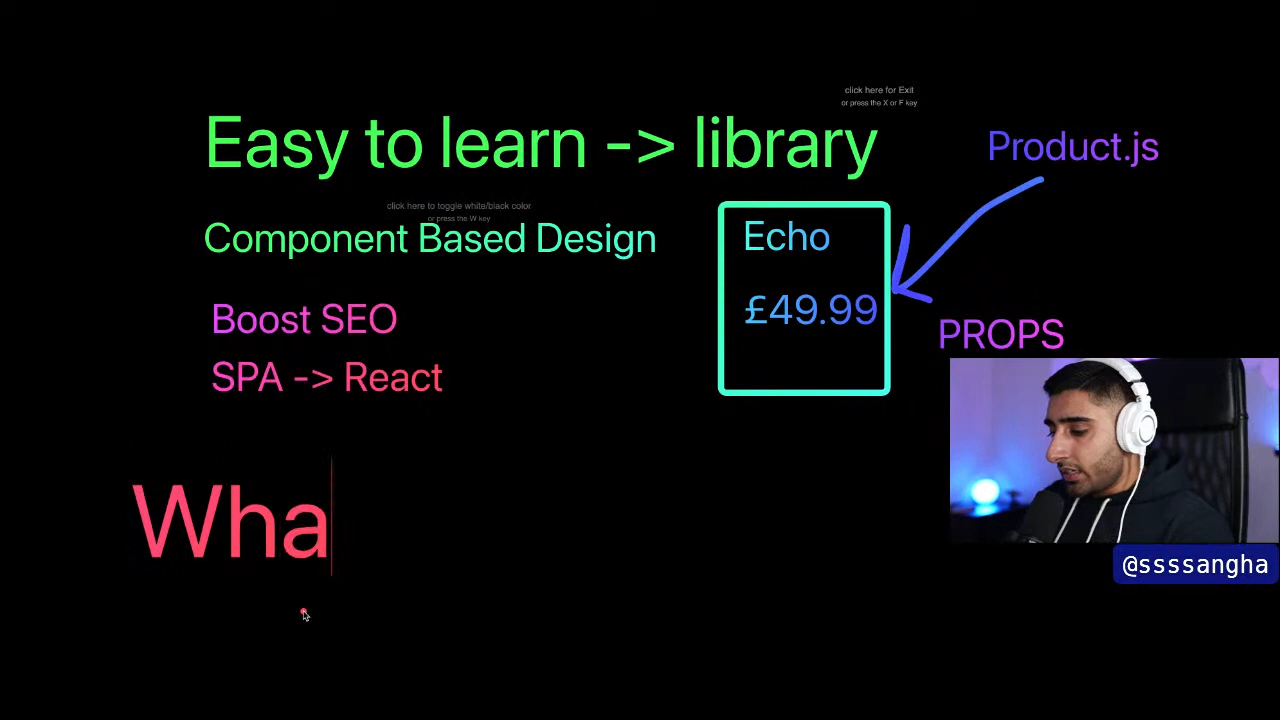 click here for Exit
or press the X or F key
Easy to learn -> library
Product.js
click here to toggle white/black color
or press the W key
Component Based Design
Echo
£49.99
Boost SEO
PROPS
SPA -> React
Wha
@ssssangha